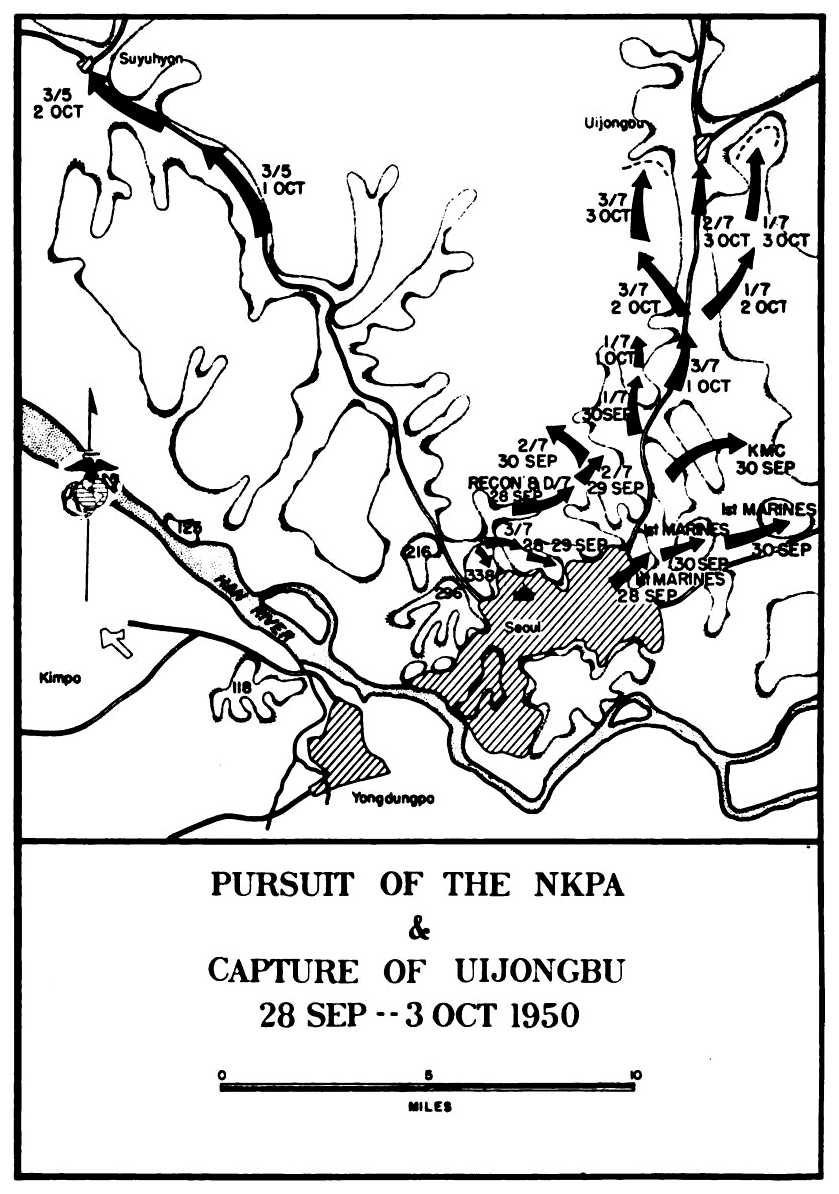 Suyuhyon
3/5
2 OCT
3/5
1 OCT
Uijongbu
3/7
3 OCT
2/7
3 OCT
1/7
3 OCT
3/7
2 OCT
1/7
2 OCT
1/7
1 OCT
3/7
1 OCT
1/7
30 SEP
2/7
30 SEP
2/7
29 SEP
KMC
30 SEP
RECON & D/7
28 SEP
3/7
28 - 29 SEP
1st MARINES
30 SEP
1st MARINES
30 SEP
1st MARINES
28 SEP
125
216
338
296
HAN RIVER
Seoul
Kimpo
118
Yongdungpo
PURSUIT OF THE NKPA
&
CAPTURE OF UIJONGBU
28 SEP -- 3 OCT 1950
0 5 10
MILES